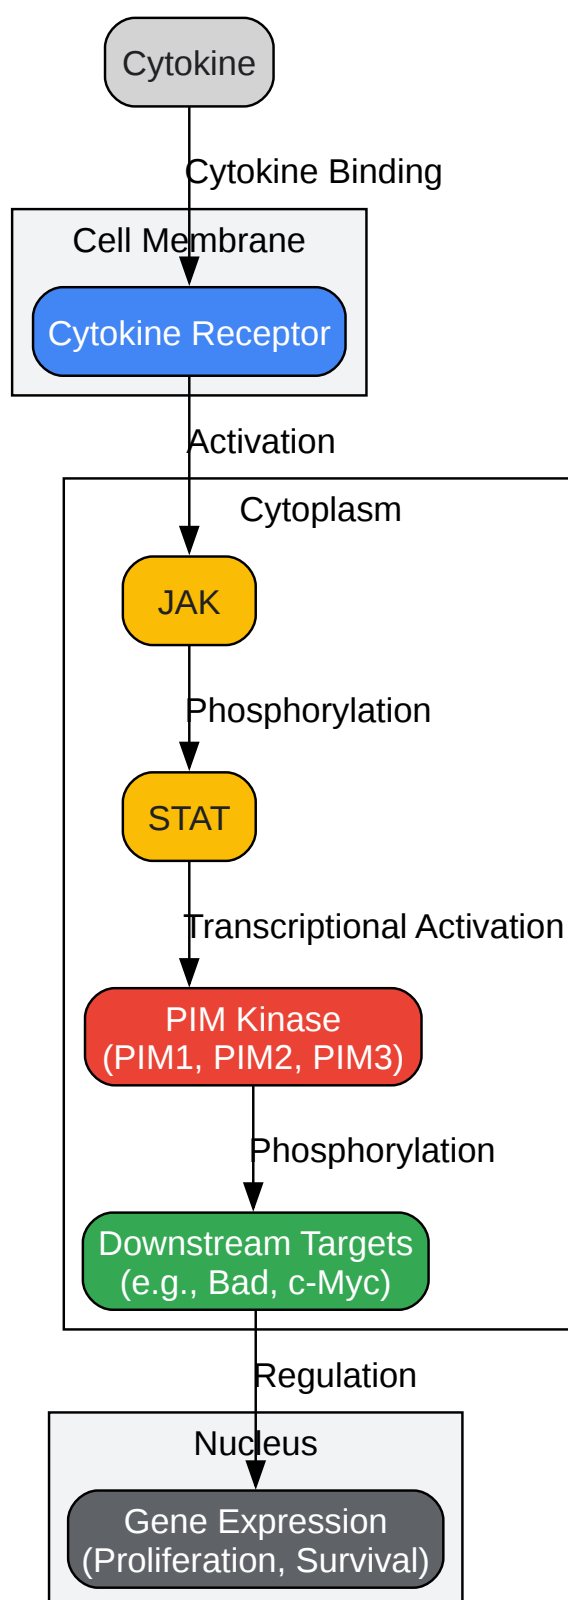 Cytokine
Cytokine Binding
Cell Membrane
Cytokine Receptor
Activation
Cytoplasm
JAK
Phosphorylation
STAT
Transcriptional Activation
PIM Kinase
(PIM1, PIM2, PIM3)
Phosphorylation
Downstream Targets
(e.g., Bad, c-Myc)
Regulation
Nucleus
Gene Expression
(Proliferation, Survival)